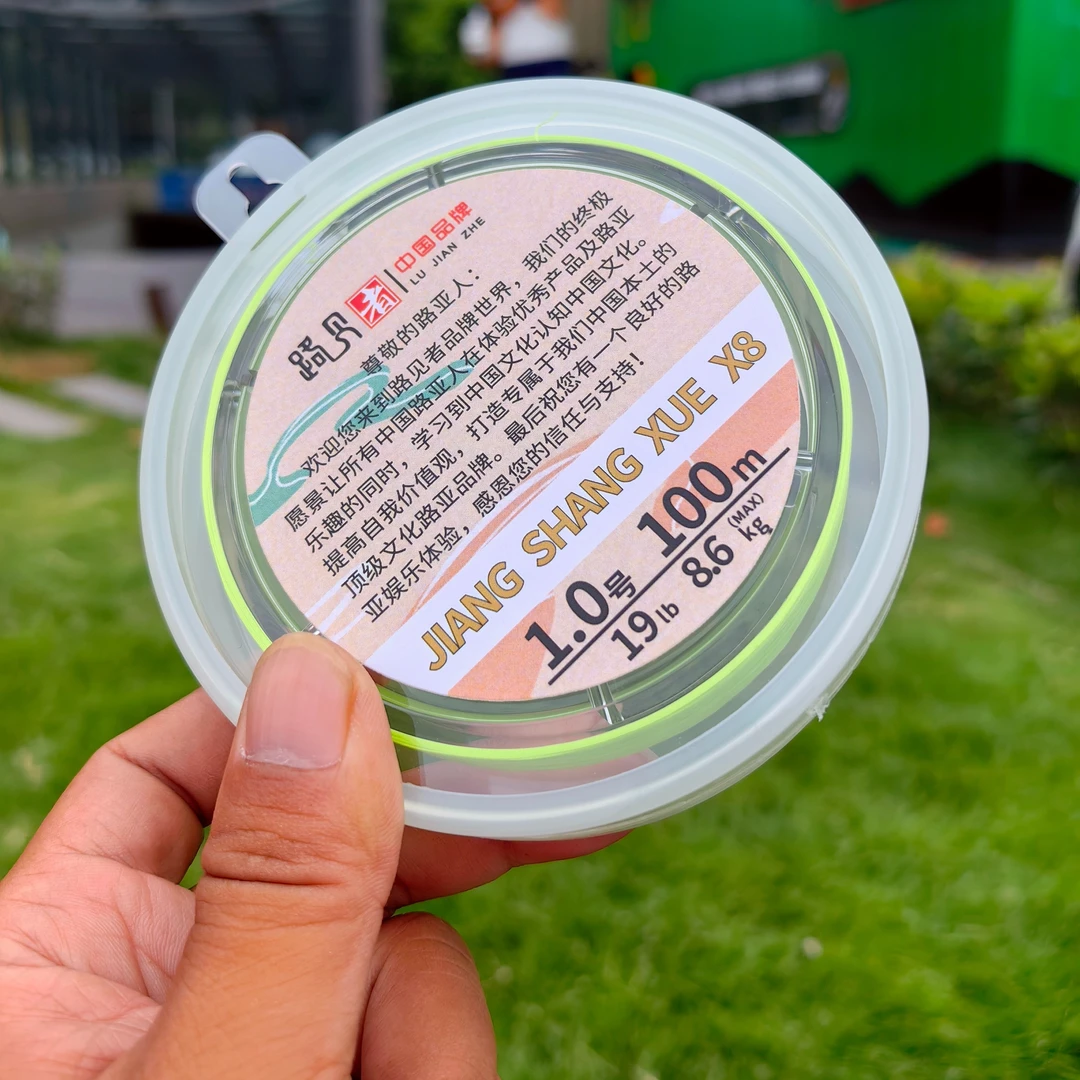 路见者 中国品牌
LU JIAN ZHE
尊敬的路亚人：
欢迎您来到路见者品牌世界，我们的终极
愿景让所有中国路亚人在体验优秀产品及路亚
乐趣的同时，学习到中国文化认知中国文化。
提高自我价值观，打造专属于我们中国本土的
顶级文化路亚品牌。最后祝您有一个良好的路
亚娱乐体验，感恩您的信任与支持！
JIANG SHANG XUE X8
1.0号 100m
19lb 8.6 (MAX) kg